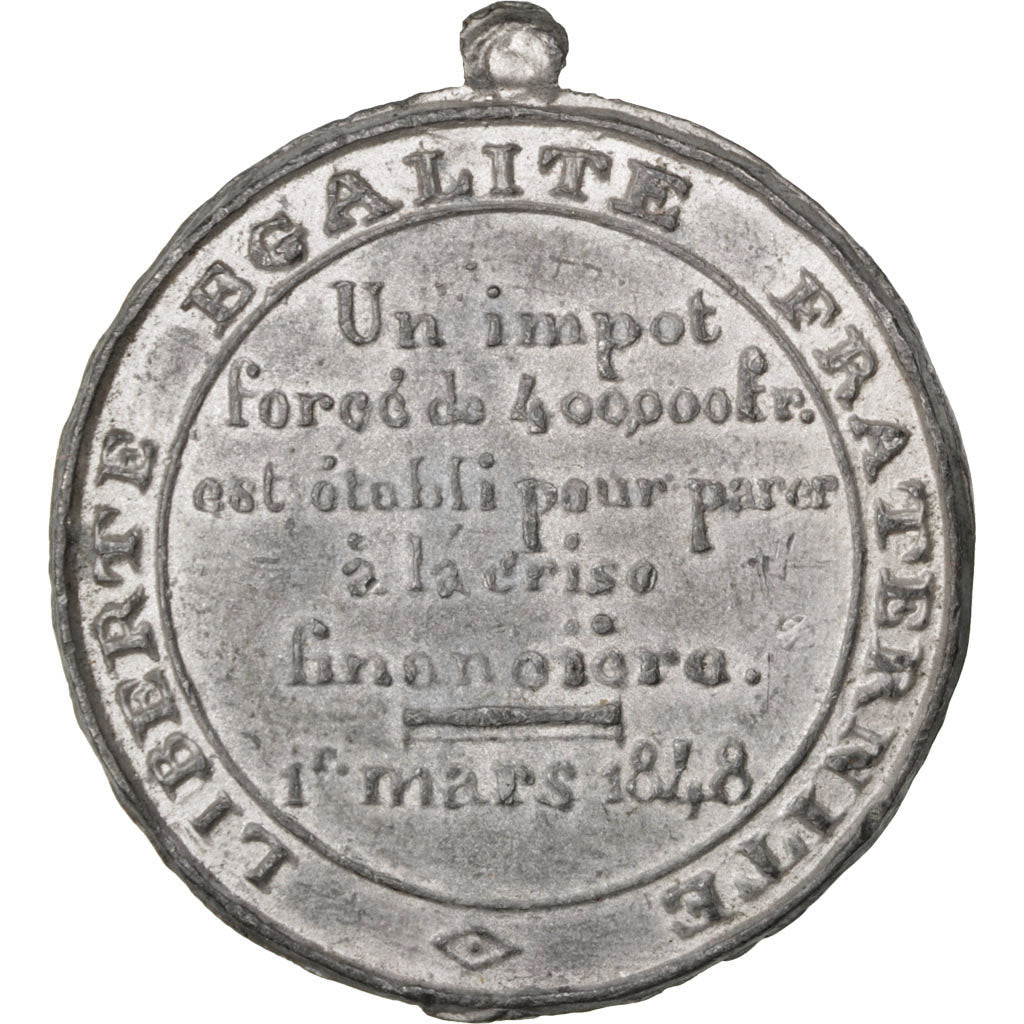 LIBERTE EGALITE FRATERNITE
Un impot
forcé de 400,000 fr.
est établi pour parer
à la crise
financière.
1r. mars 1848